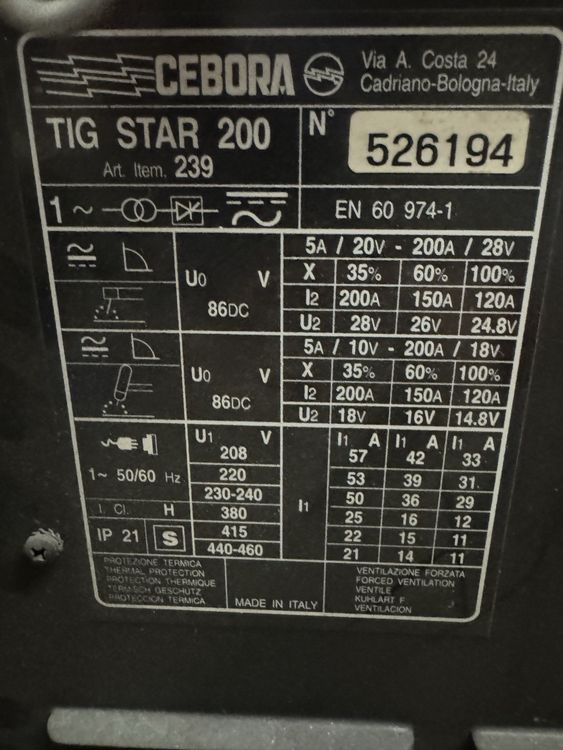 CEBORA
Via A. Costa 24
Cadriano-Bologna-Italy
TIG STAR 200
Art. Item. 239
N° 526194
1~
EN 60 974-1
U0 V
86DC
5A / 20V - 200A / 28V
X 35% 60% 100%
I2 200A 150A 120A
U2 28V 26V 24.8V
U0 V
86DC
5A / 10V - 200A / 18V
X 35% 60% 100%
I2 200A 150A 120A
U2 18V 16V 14.8V
1~ 50/60 Hz
I. Cl. H
IP 21 S
U1 V
208
220
230-240
380
415
440-460
I1
I1 A I1 A I1 A
57 42 33
53 39 31
50 36 29
25 16 12
22 15 11
21 14 11
PROTEZIONE TERMICA
THERMAL PROTECTION
PROTECTION THERMIQUE
TERMISCH GESCHUTZ
PROTECCION TERMICA
MADE IN ITALY
VENTILAZIONE FORZATA
FORCED VENTILATION
VENTILE
KUHLART F
VENTILACION